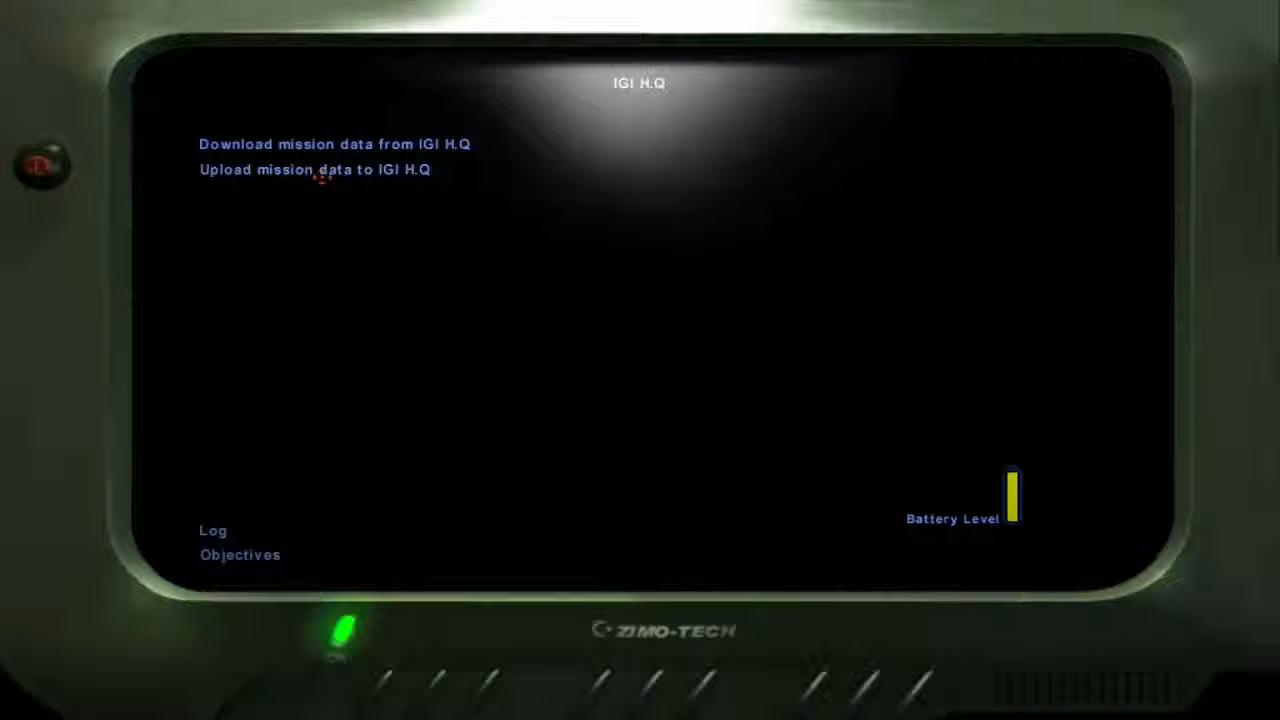 IGI H.Q
Download mission data from IGI H.Q
Upload mission data to IGI H.Q
Battery Level
Log
Objectives
ZIMO-TECH